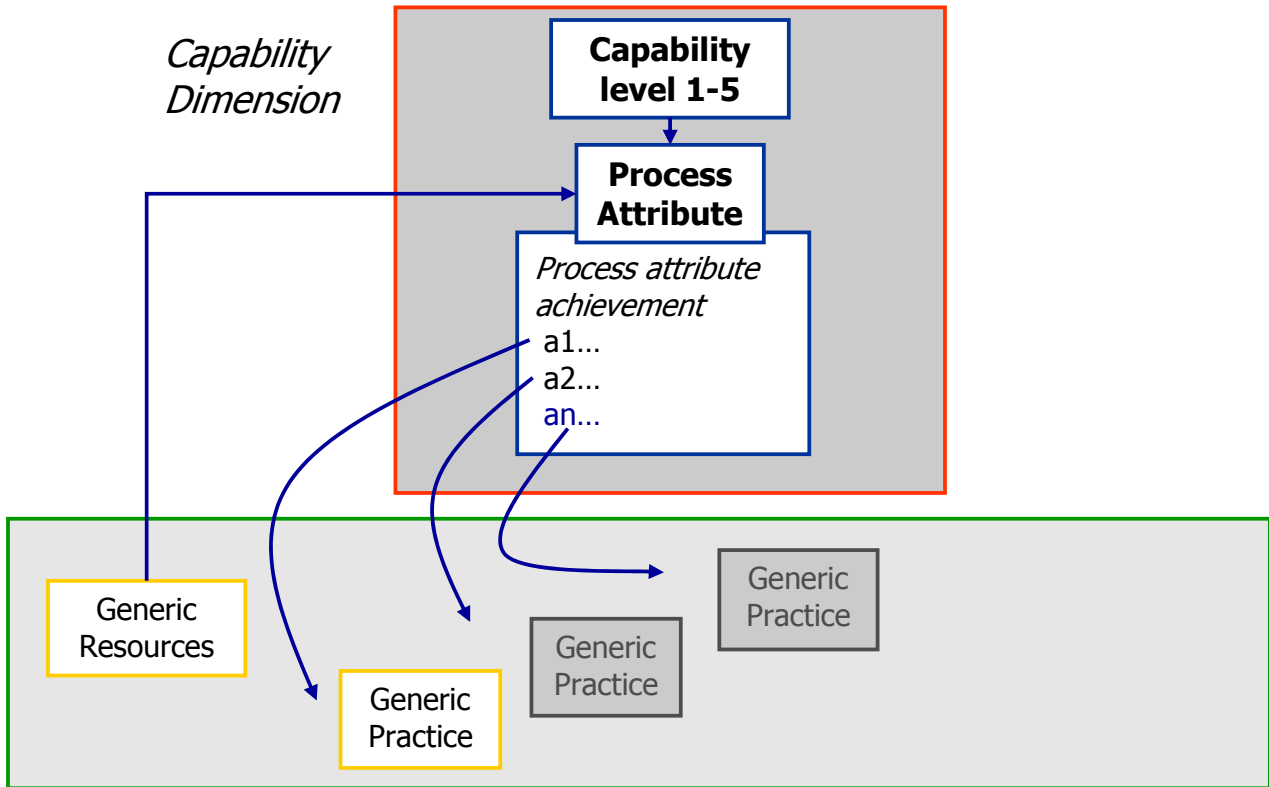 Capability
Dimension
Capability
level 1-5
Process
Attribute
Process attribute
achievement
a1...
a2...
an...
Generic
Resources
Generic
Practice
Generic
Practice
Generic
Practice